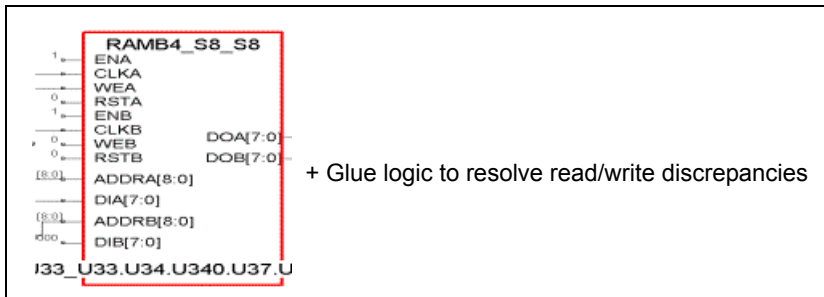 RAMB4_S8_S8
1 ENA
CLKA
WEA
0 RSTA
1 ENB
CLKB
0 WEB DOA[7:0]
0 RSTB DOB[7:0]
[8:0] ADDRA[8:0]
DIA[7:0]
[8:0] ADDRB[8:0]
DIB[7:0]
+ Glue logic to resolve read/write discrepancies
U33_U33.U34.U340.U37.U